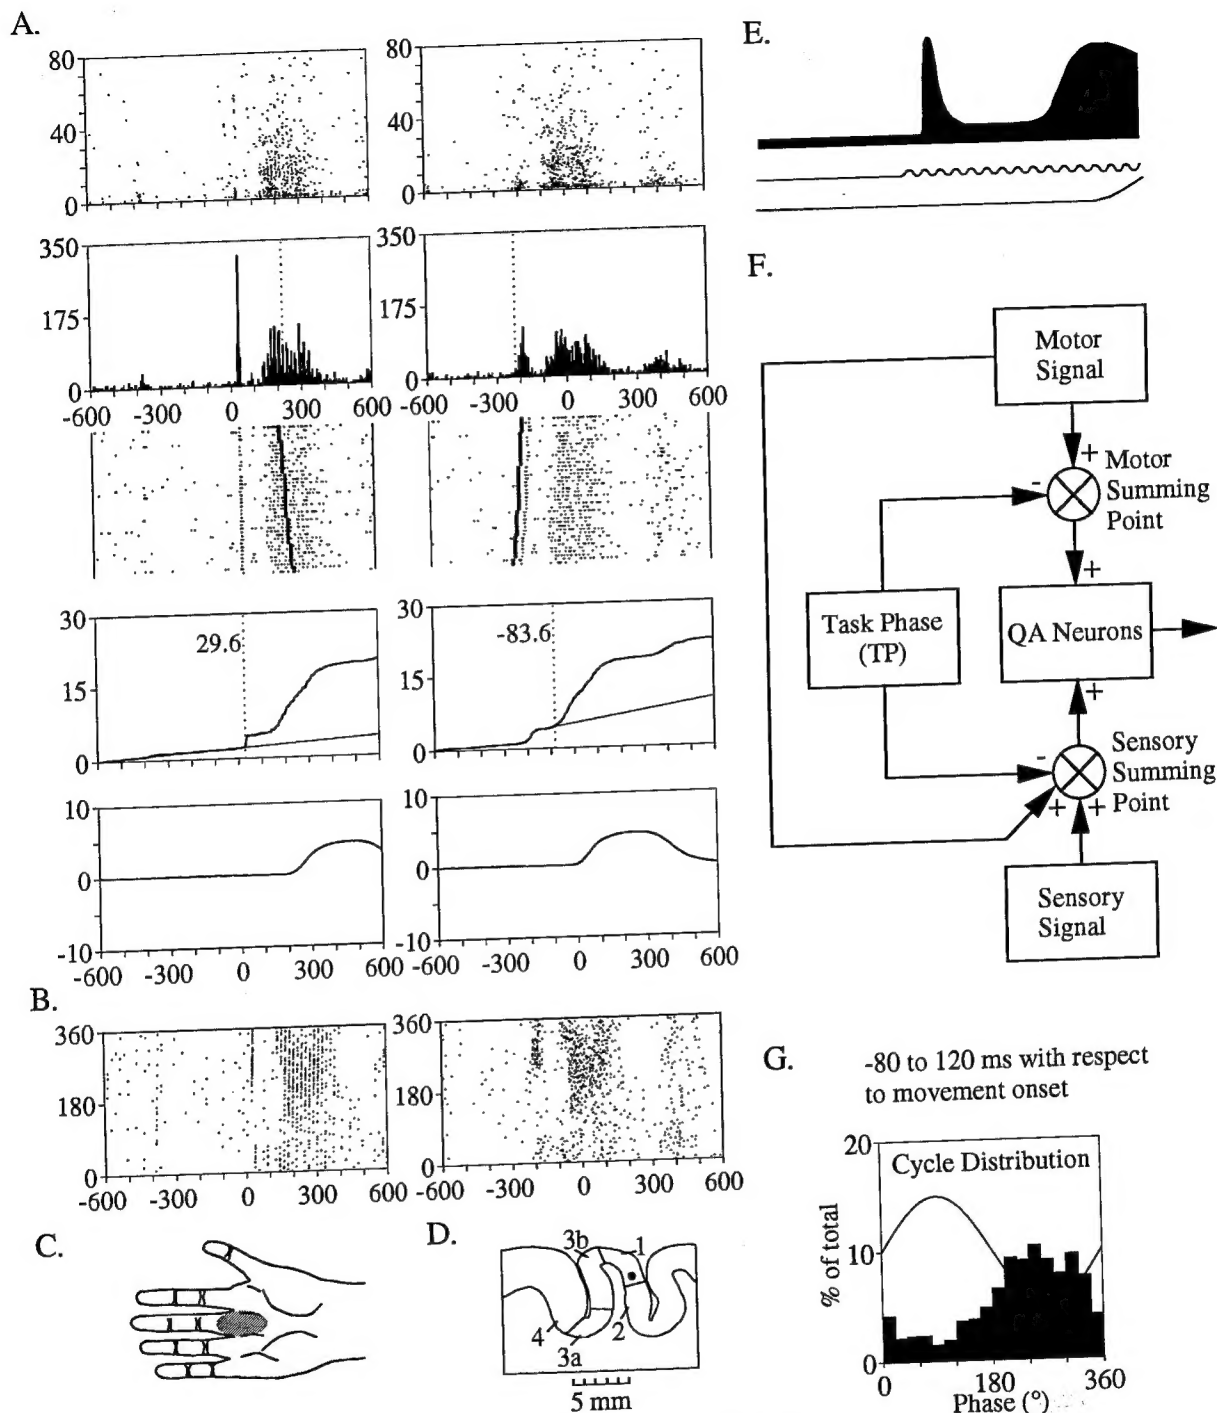 A.
80
40
0
80
40
0
350
175
0
-600 -300 0 300 600
350
175
0
-600 -300 0 300 600
30
15
0
29.6
30
15
0
-83.6
10
0
-10
-600 -300 0 300 600
10
0
-10
-600 -300 0 300 600
B.
360
180
0
-600 -300 0 300 600
360
180
0
-600 -300 0 300 600
C.
D.
3b
1
4
3a
2
5 mm
E.
F.
Motor
Signal
+
-
Motor
Summing
Point
+
Task Phase
(TP)
QA Neurons
+
-
Sensory
Summing
Point
+ +
Sensory
Signal
G.
-80 to 120 ms with respect
to movement onset
20
10
0
% of total
Cycle Distribution
0 180 360
Phase (°)